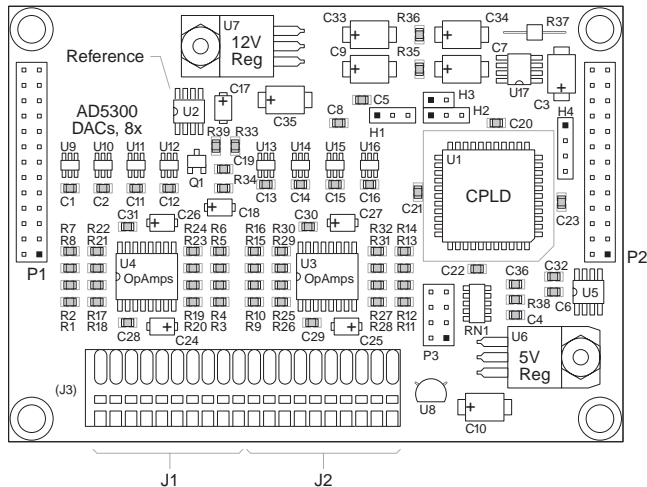 U7
12V
Reg
C33
R36
C34
R37
C9
R35
C7
U17
C3
Reference
U2
C17
C35
C5
H3
H2
H1
H4
C8
C20
AD5300
DACs, 8x
R39
R33
U9
U10
U11
U12
Q1
C19
R34
U13
U14
U15
U16
U1
CPLD
C1
C2
C11
C12
C13
C14
C15
C16
C21
C23
C18
C31
C26
C30
C27
R7
R8
R22
R21
R24
R23
R6
R5
R16
R15
R30
R29
R32
R31
R14
R13
U4
OpAmps
U3
OpAmps
P1
P2
C22
C36
C32
U5
R2
R1
R17
R18
R19
R20
R4
R3
R10
R9
R25
R26
R27
R28
R12
R11
RN1
R38
C6
C4
C28
C24
C29
C25
P3
U6
5V
Reg
(J3)
U8
C10
J1
J2